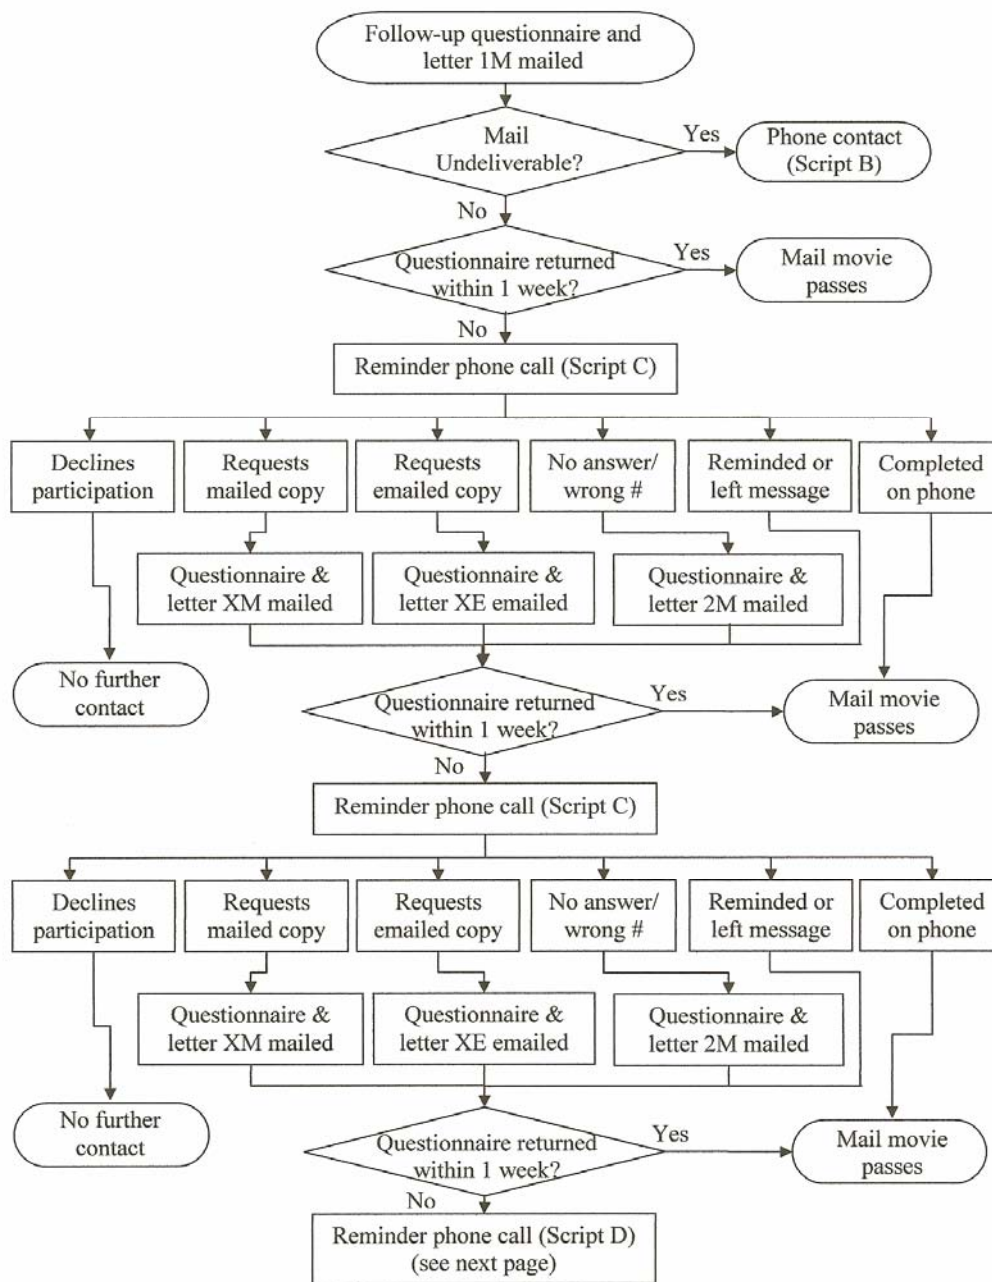 Follow-up questionnaire and
letter 1M mailed
Mail
Undeliverable?
Yes
Phone contact
(Script B)
No
Questionnaire returned
within 1 week?
Yes
Mail movie
passes
No
Reminder phone call (Script C)
Declines
participation
Requests
mailed copy
Requests
emailed copy
No answer/
wrong #
Reminded or
left message
Completed
on phone
Questionnaire &
letter XM mailed
Questionnaire &
letter XE emailed
Questionnaire &
letter 2M mailed
No further
contact
Questionnaire returned
within 1 week?
Yes
Mail movie
passes
No
Reminder phone call (Script C)
Declines
participation
Requests
mailed copy
Requests
emailed copy
No answer/
wrong #
Reminded or
left message
Completed
on phone
Questionnaire &
letter XM mailed
Questionnaire &
letter XE emailed
Questionnaire &
letter 2M mailed
No further
contact
Questionnaire returned
within 1 week?
Yes
Mail movie
passes
No
Reminder phone call (Script D)
(see next page)